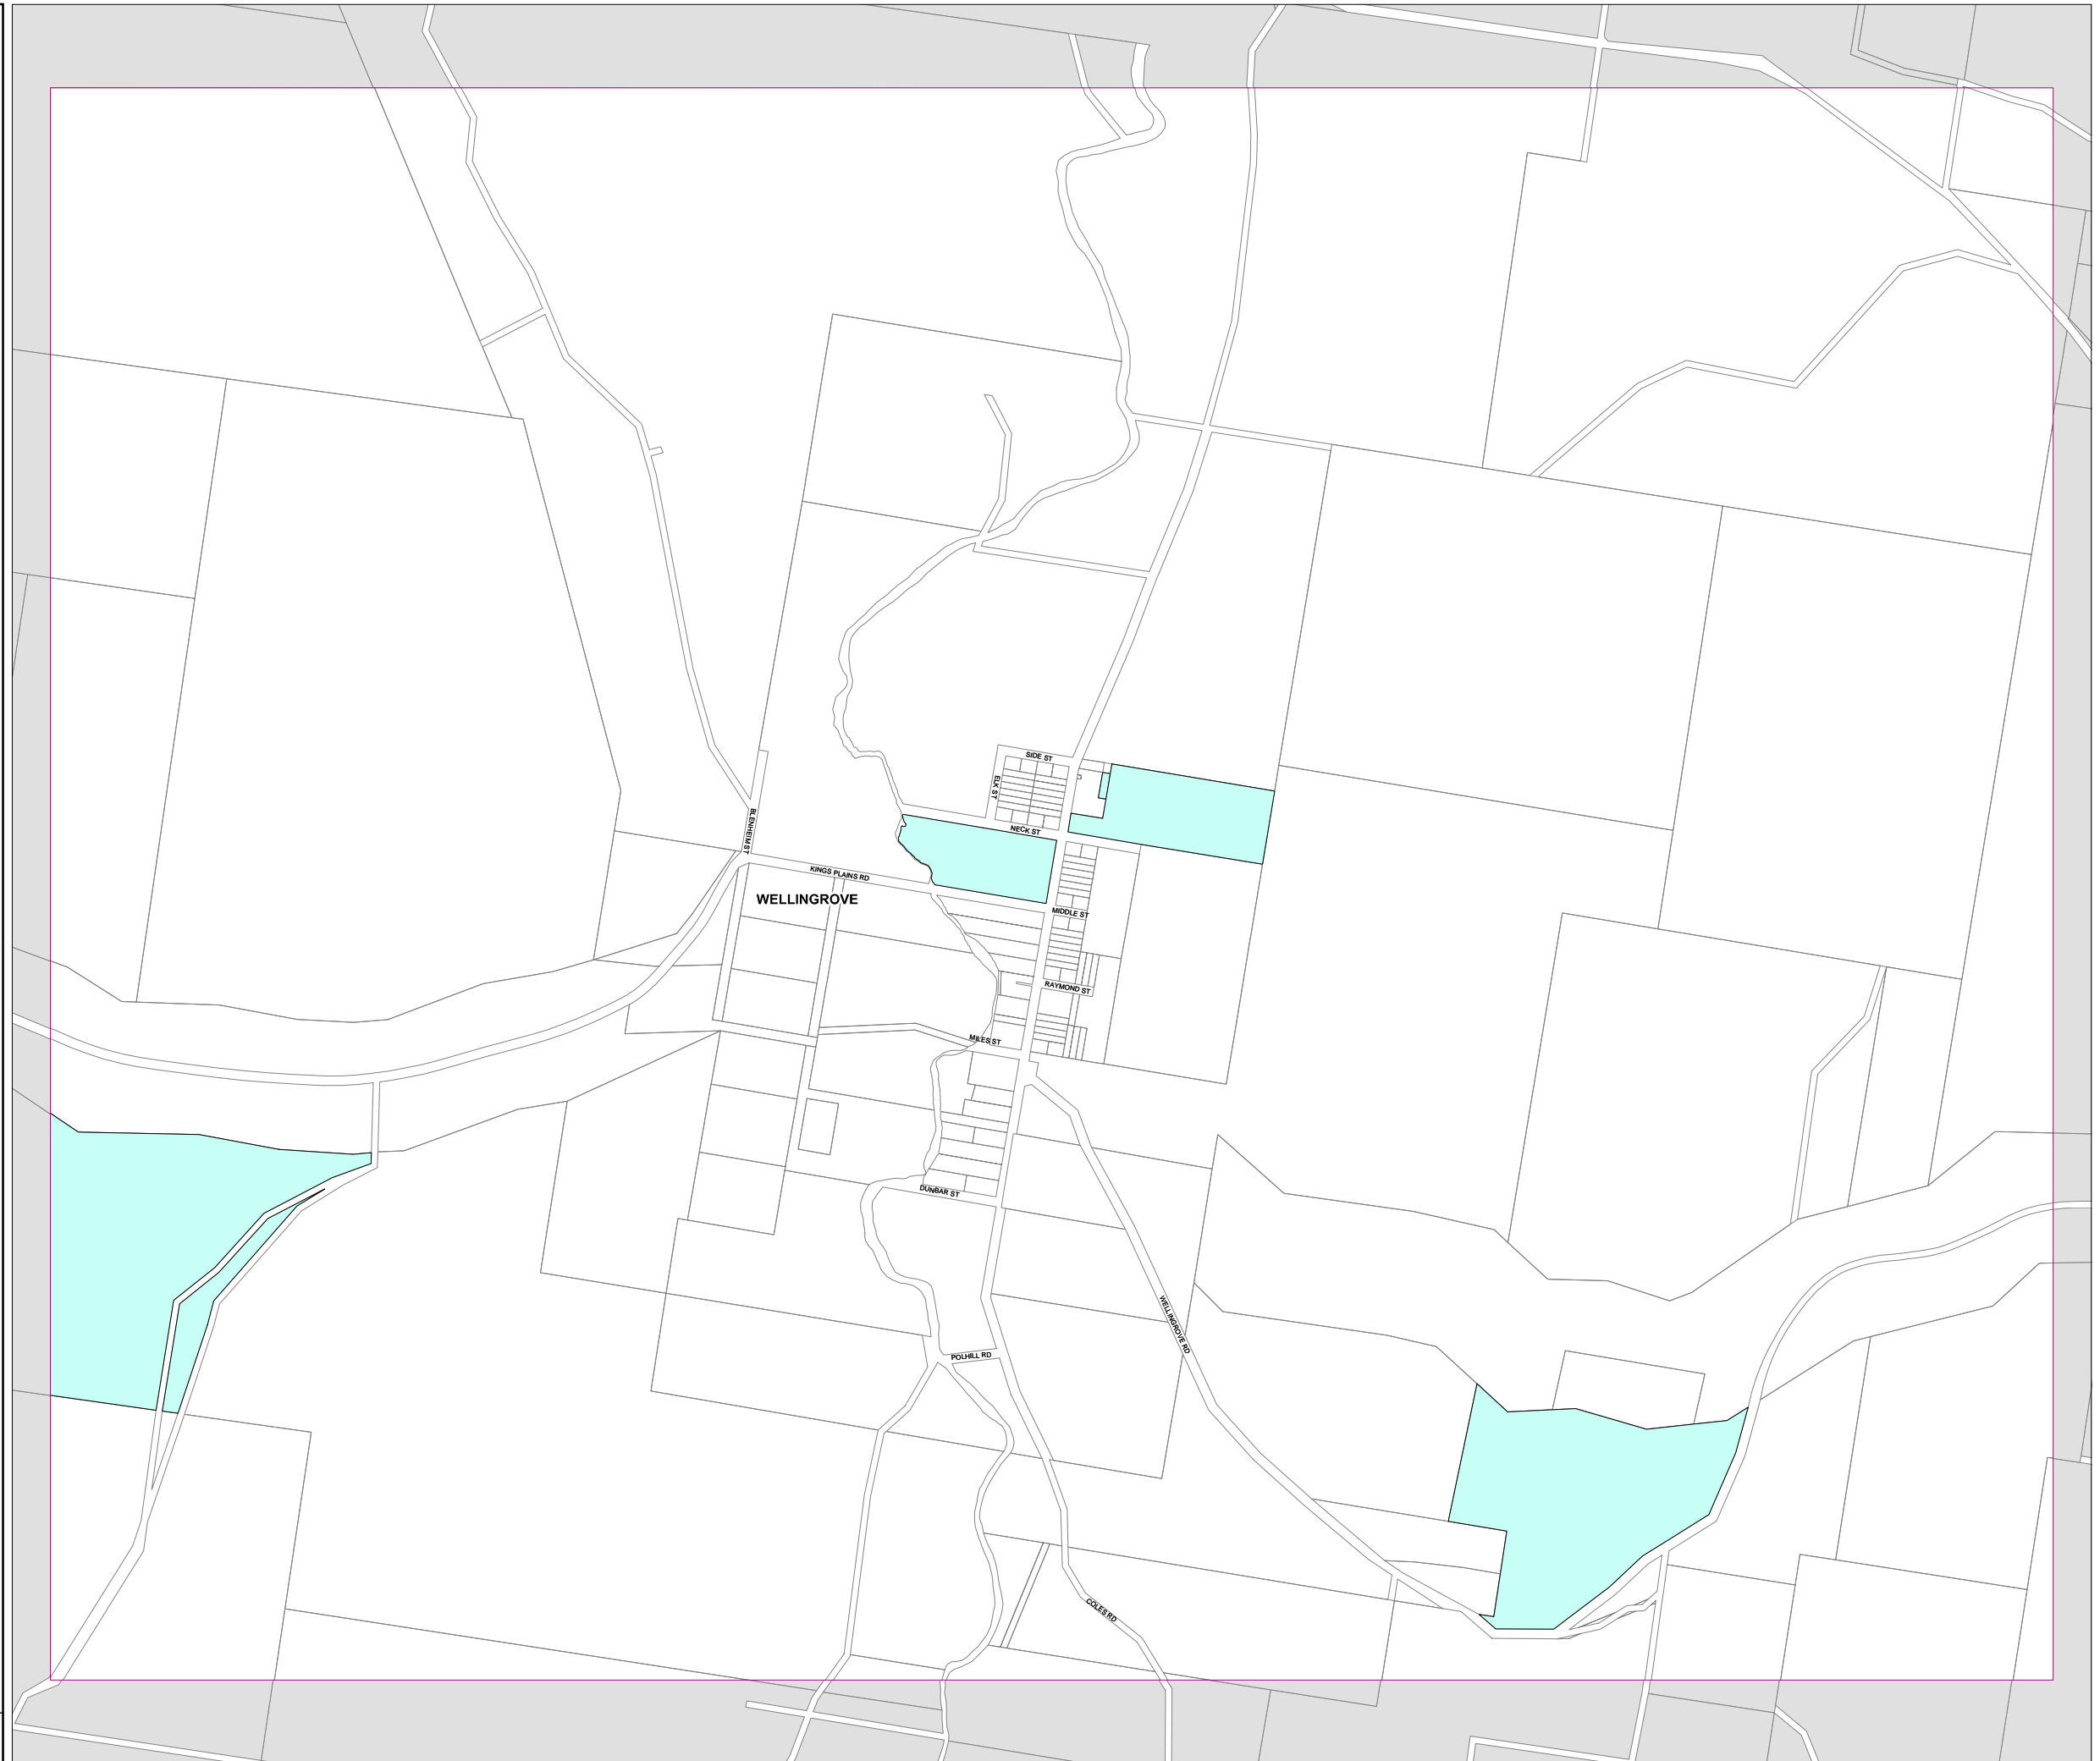 SIDE ST
ELK ST
BLENHEIM ST
NECK ST
KINGS PLAINS RD
WELLINGROVE
MIDDLE ST
RAYMOND ST
MILES ST
DUNBAR ST
WELLINGROVE RD
POLHILL RD
COLES RD